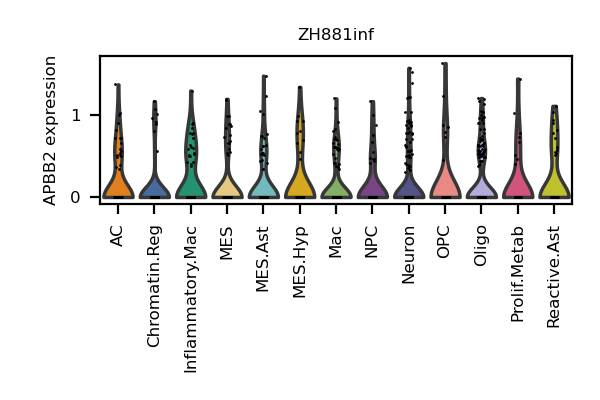 ZH881inf
APBB2 expression
1
0
AC
Chromatin.Reg
Inflammatory.Mac
MES
MES.Ast
MES.Hyp
Mac
NPC
Neuron
OPC
Oligo
Prolif.Metab
Reactive.Ast